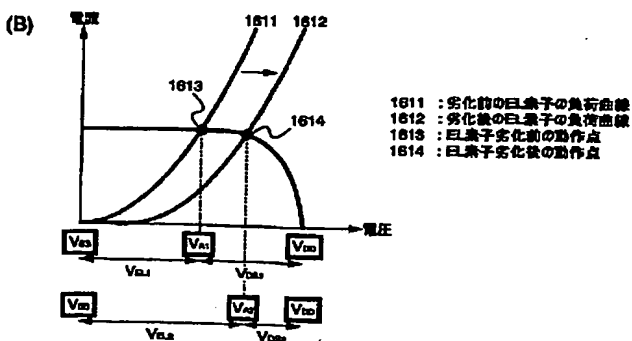 (B)
電流
1611
1612
1613
1614
1611 : 劣化前のEL素子の負荷曲線
1612 : 劣化後のEL素子の負荷曲線
1613 : EL素子劣化前の動作点
1614 : EL素子劣化後の動作点
電圧
VSS
VA1
VDD
VEL1
VDS1
VDD
VA2
VDD
VEL2
VDS2